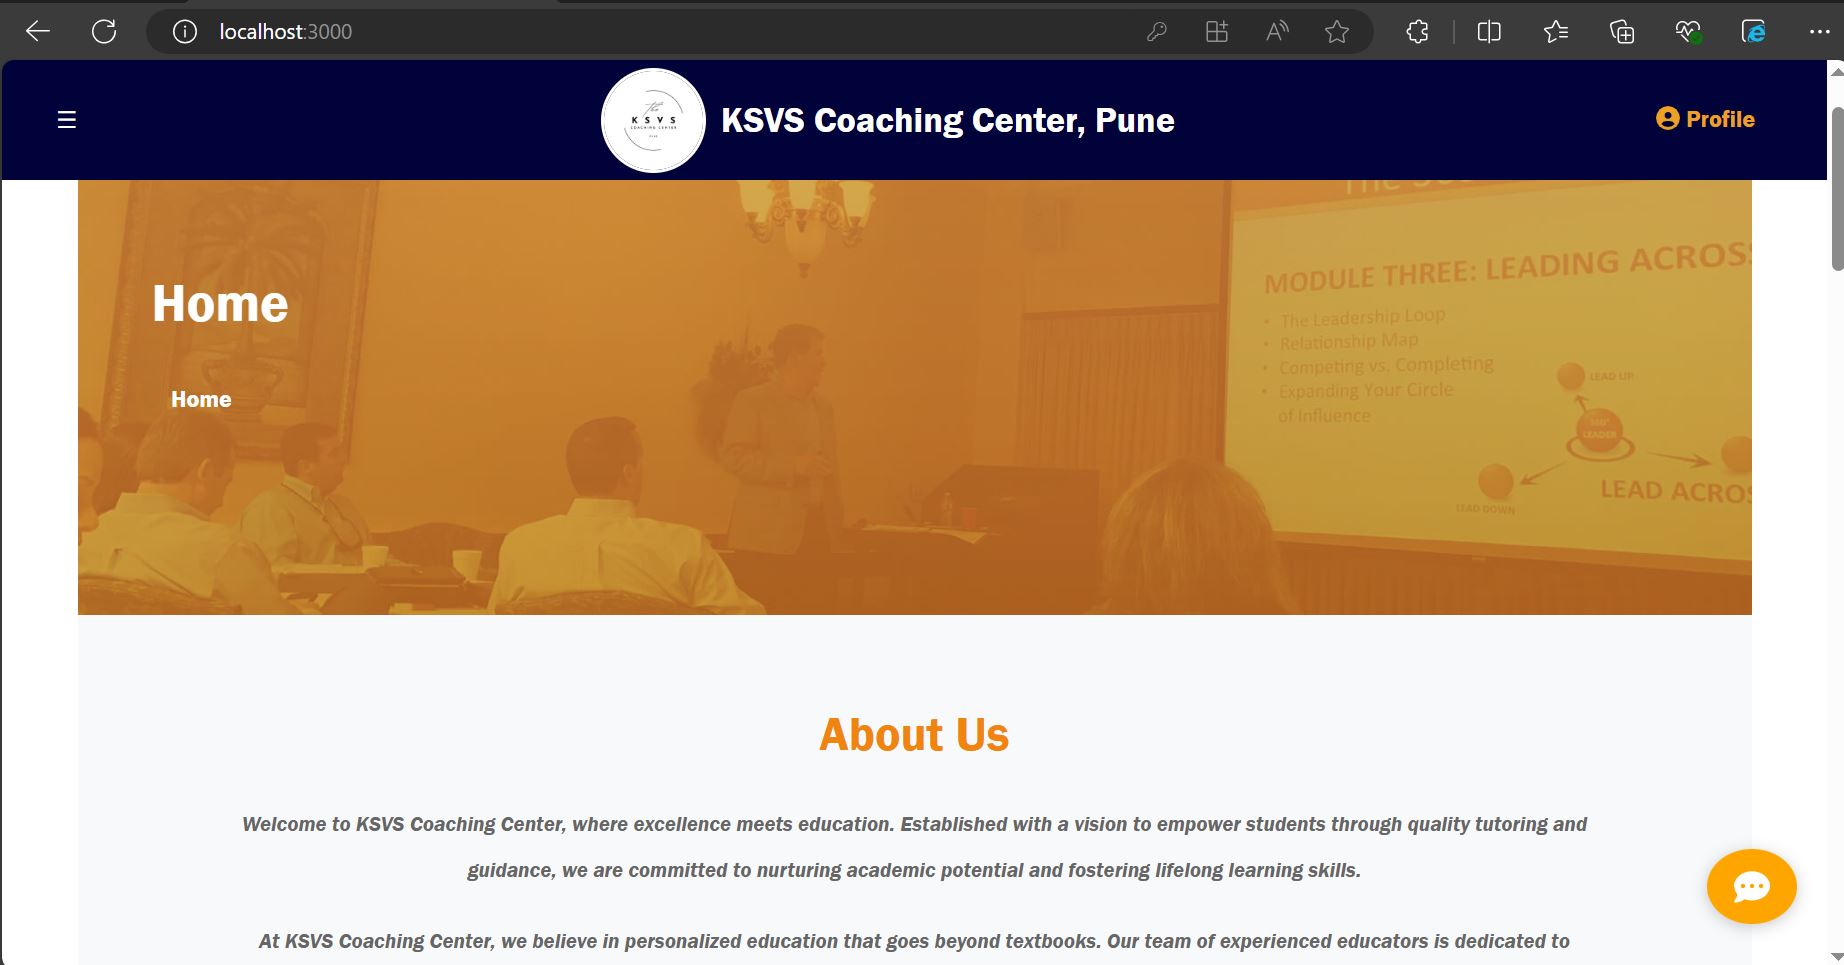 localhost:3000
☰
The
KSVS
COACHING CENTER
PUNE
KSVS Coaching Center, Pune
Profile
MODULE THREE: LEADING ACROSS
• The Leadership Loop
• Relationship Map
• Competing vs. Completing
• Expanding Your Circle
of Influence
LEAD UP
360°
LEADER
LEAD DOWN
LEAD ACROS
Home
Home
About Us
Welcome to KSVS Coaching Center, where excellence meets education. Established with a vision to empower students through quality tutoring and
guidance, we are committed to nurturing academic potential and fostering lifelong learning skills.
At KSVS Coaching Center, we believe in personalized education that goes beyond textbooks. Our team of experienced educators is dedicated to